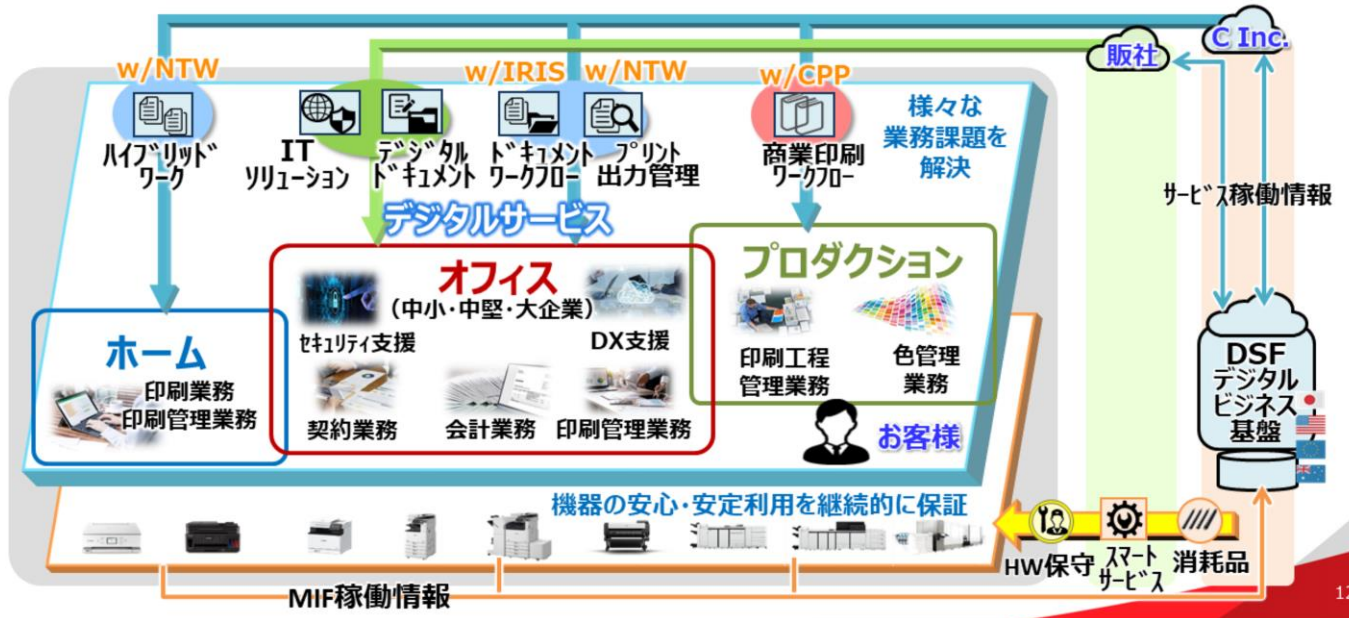 C Inc.
販社
w/NTW
w/IRIS
w/NTW
w/CPP
ﾊｲﾌﾞﾘｯﾄﾞ
ﾜｰｸ
IT
ｿﾘｭｰｼｮﾝ
ﾃﾞｼﾞﾀﾙ
ﾄﾞｷｭﾒﾝﾄ
ﾄﾞｷｭﾒﾝﾄ
ﾜｰｸﾌﾛｰ
ﾌﾟﾘﾝﾄ
出力管理
商業印刷
ﾜｰｸﾌﾛｰ
様々な
業務課題を
解決
ｻｰﾋﾞｽ稼働情報
デジタルサービス
オフィス
（中小・中堅・大企業）
ｾｷｭﾘﾃｨ支援
DX支援
契約業務
会計業務
印刷管理業務
プロダクション
印刷工程
管理業務
色管理
業務
ホーム
印刷業務
印刷管理業務
お客様
DSF
デジタル
ビジネス
基盤
機器の安心・安定利用を継続的に保証
HW保守
ｽﾏｰﾄ
ｻｰﾋﾞｽ
消耗品
MIF稼働情報
12